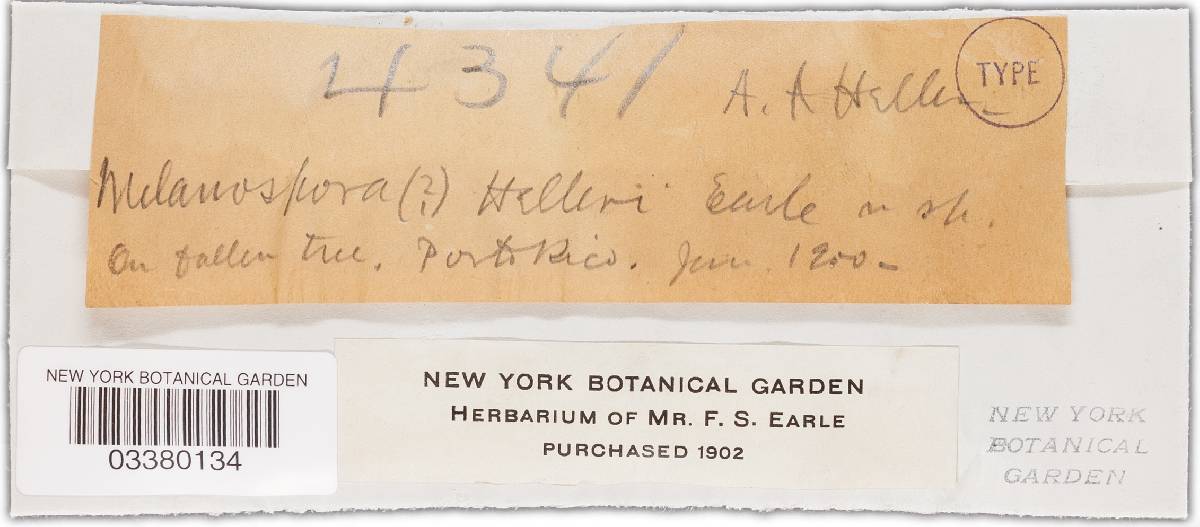 4341 A. A Heller
TYPE
Melanospora(?) Helleri Earle n sp.
On fallen tree. Porto Rico. Jan. 1900-
NEW YORK BOTANICAL GARDEN
03380134
NEW YORK BOTANICAL GARDEN
HERBARIUM OF MR. F. S. EARLE
PURCHASED 1902
NEW YORK
BOTANICAL
GARDEN